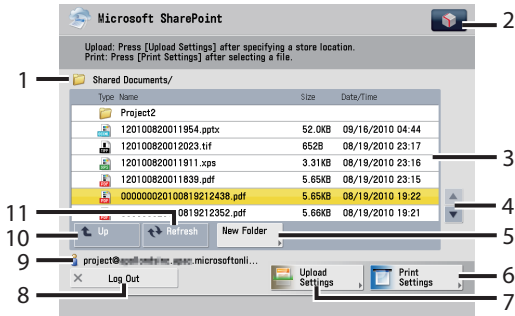 Microsoft SharePoint
2
Upload: Press [Upload Settings] after specifying a store location.
Print: Press [Print Settings] after selecting a file.
1
Shared Documents/
Type Name Size Date/Time
Project2
120100820011954.pptx 52.0KB 09/16/2010 04:44
120100820012023.tif 652B 08/19/2010 23:17
3
120100820011911.xps 3.31KB 08/19/2010 23:16
120100820011839.pdf 5.65KB 08/19/2010 23:15
000000020100819212438.pdf 5.65KB 08/19/2010 19:22
4
11
0819212352.pdf 5.66KB 08/19/2010 19:21
10
Up
Refresh
New Folder
5
9
project@ .microsoftonli...
Log Out
Upload Settings
Print Settings
6
8
7